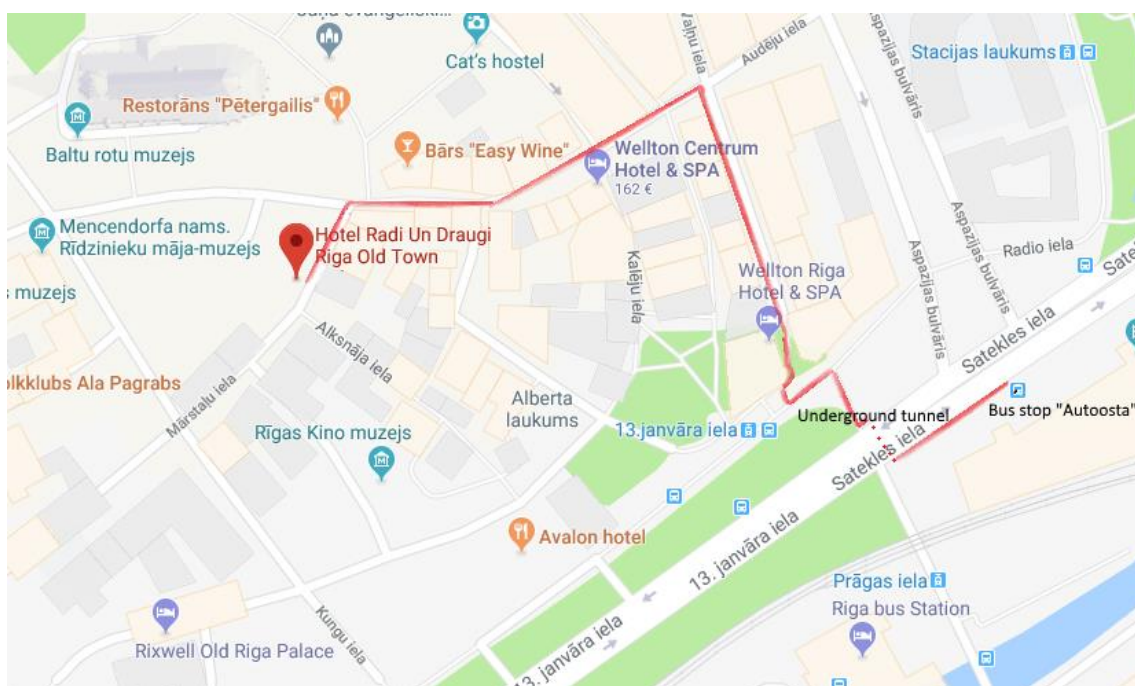 Cat's hostel
Vaļņu iela
Audēju iela
Aspazijas bulvāris
Stacijas laukums
Restorāns "Pētergailis"
Baltu rotu muzejs
Bārs "Easy Wine"
Wellton Centrum
Hotel & SPA
162 €
Mencendorfa nams.
Rīdzinieku māja-muzejs
Hotel Radi Un Draugi
Riga Old Town
muzejs
Kalēju iela
Wellton Riga
Hotel & SPA
Aspazijas bulvāris
Aspazijas bulvāris
Radio iela
Satekles iela
Alksnāja iela
Ala Pagrabs
Mārstaļu iela
Alberta
laukums
Underground tunnel
Bus stop "Autoosta"
13.janvāra iela
Satekles iela
Rīgas Kino muzejs
Avalon hotel
13. janvāra iela
Prāgas iela
Riga bus Station
Rixwell Old Riga Palace
Kungu iela
13. janvāra iela